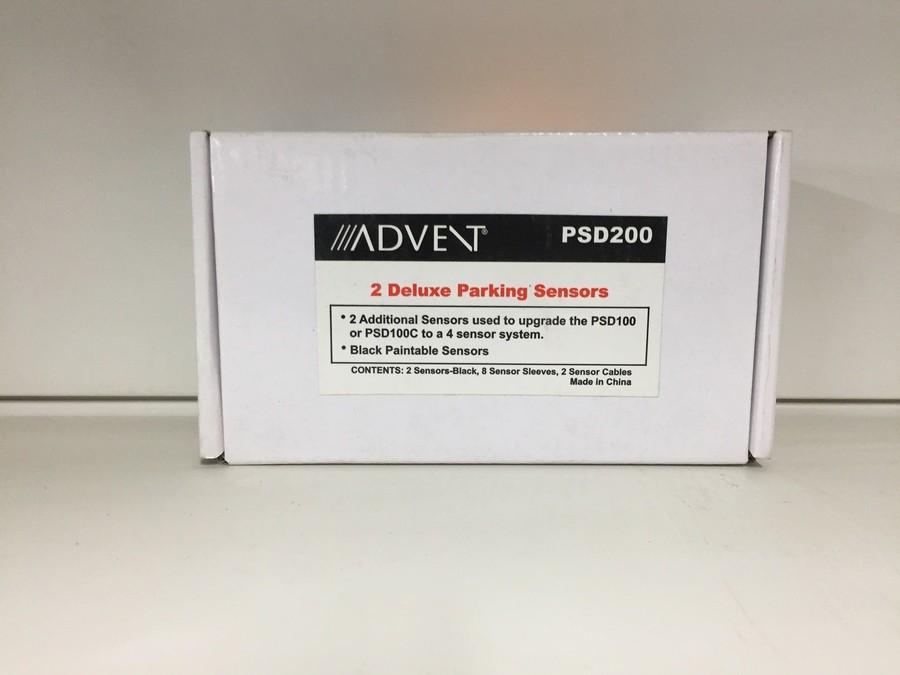 ///ADVENT® PSD200
2 Deluxe Parking Sensors
• 2 Additional Sensors used to upgrade the PSD100
or PSD100C to a 4 sensor system.
• Black Paintable Sensors
CONTENTS: 2 Sensors-Black, 8 Sensor Sleeves, 2 Sensor Cables
Made in China